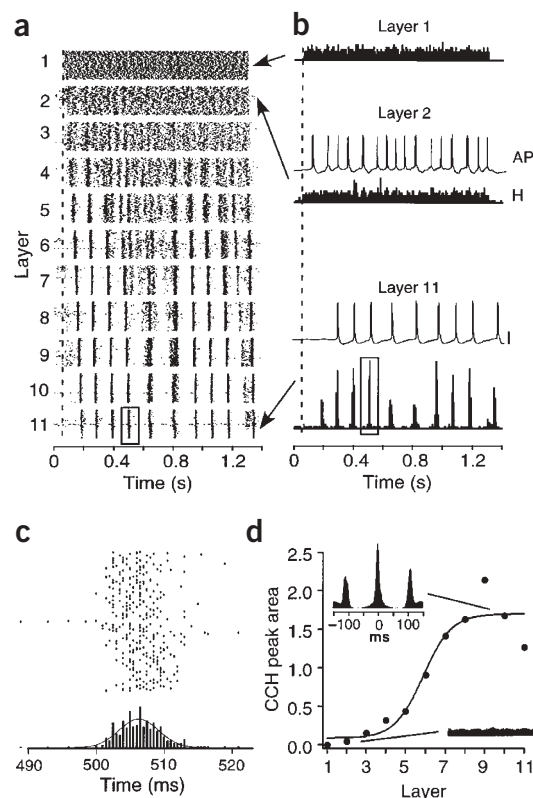 a
b
1
2
3
4
5
6
7
8
9
10
11
Layer
0 0.4 0.8 1.2
Time (s)
Layer 1
Layer 2
AP
H
Layer 11
0 0.4 0.8 1.2
Time (s)
c
490 500 510 520
Time (ms)
d
2.5
2.0
1.5
1.0
0.5
0.0
CCH peak area
−100 0 100
ms
1 3 5 7 9 11
Layer